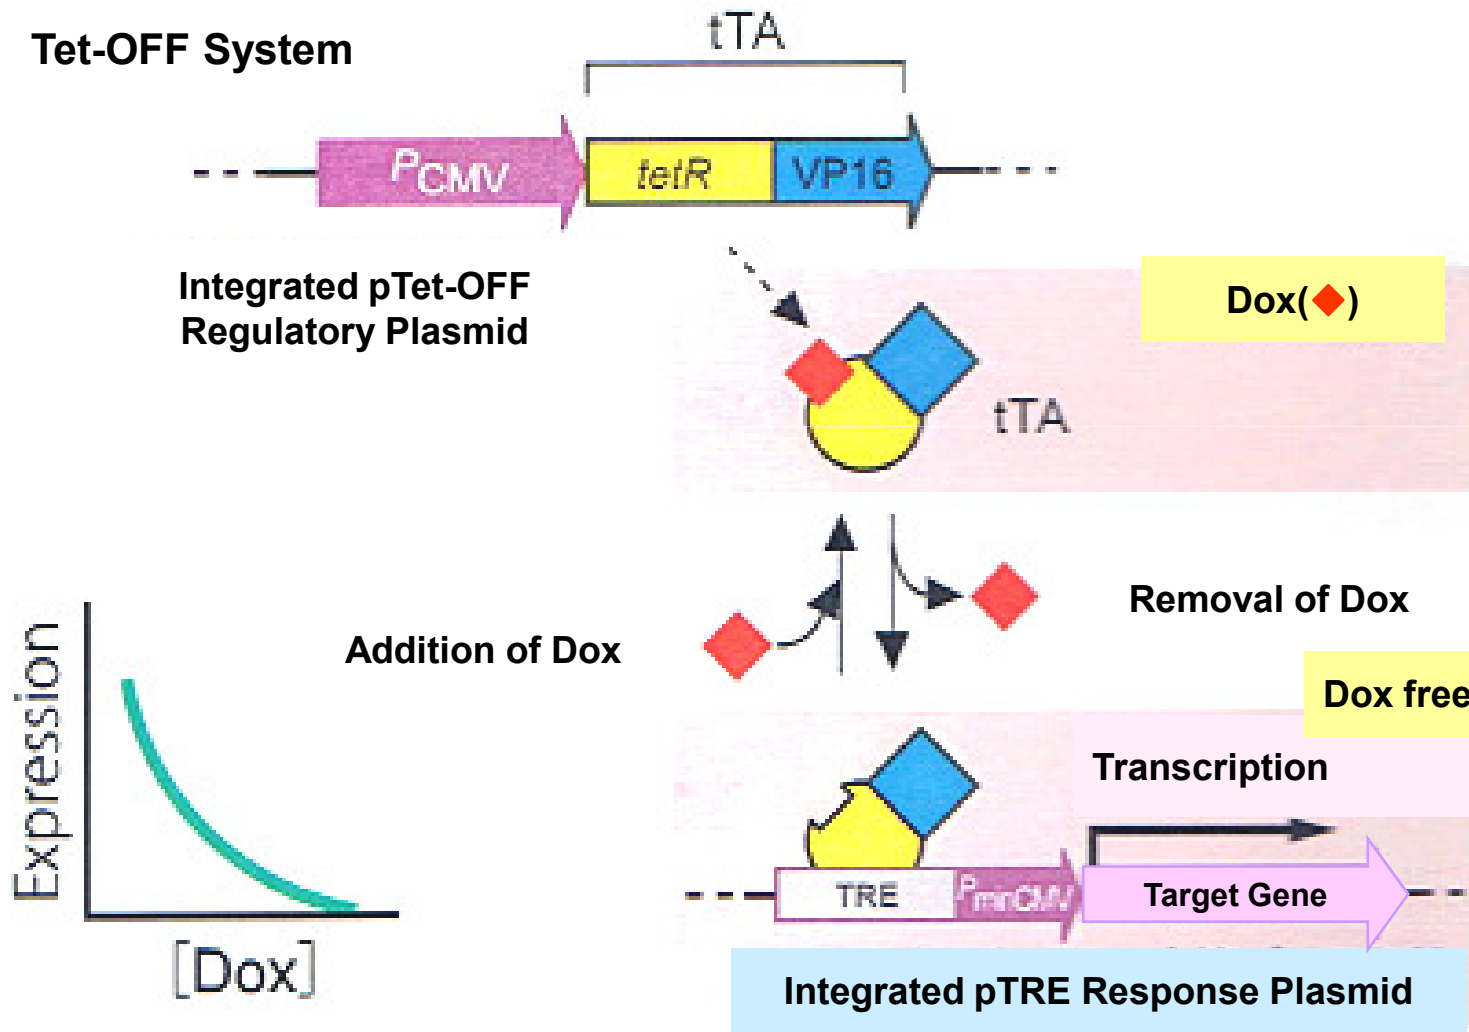 Tet-OFF System
tTA
PCMV
tetR
VP16
Integrated pTet-OFF
Regulatory Plasmid
Dox(♦)
tTA
Addition of Dox
Removal of Dox
Dox free
Expression
[Dox]
Transcription
TRE
PminCMV
Target Gene
Integrated pTRE Response Plasmid